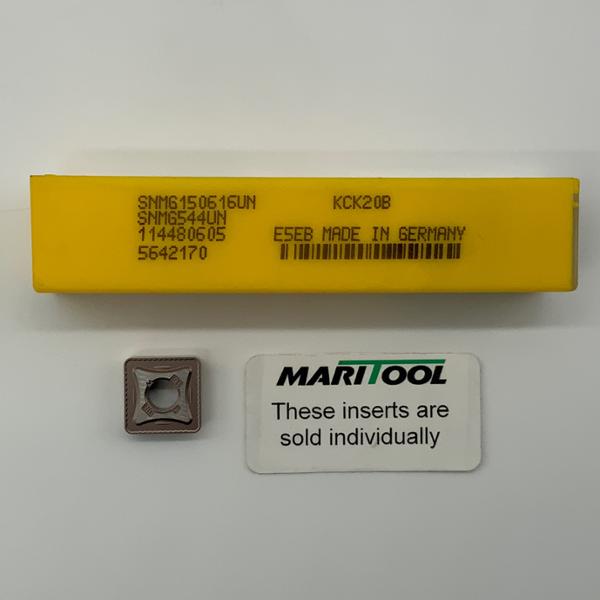 SNMG150616UN KCK20B
SNMG544UN
114480605 E5EB MADE IN GERMANY
5642170
MARITOOL
These inserts are
sold individually